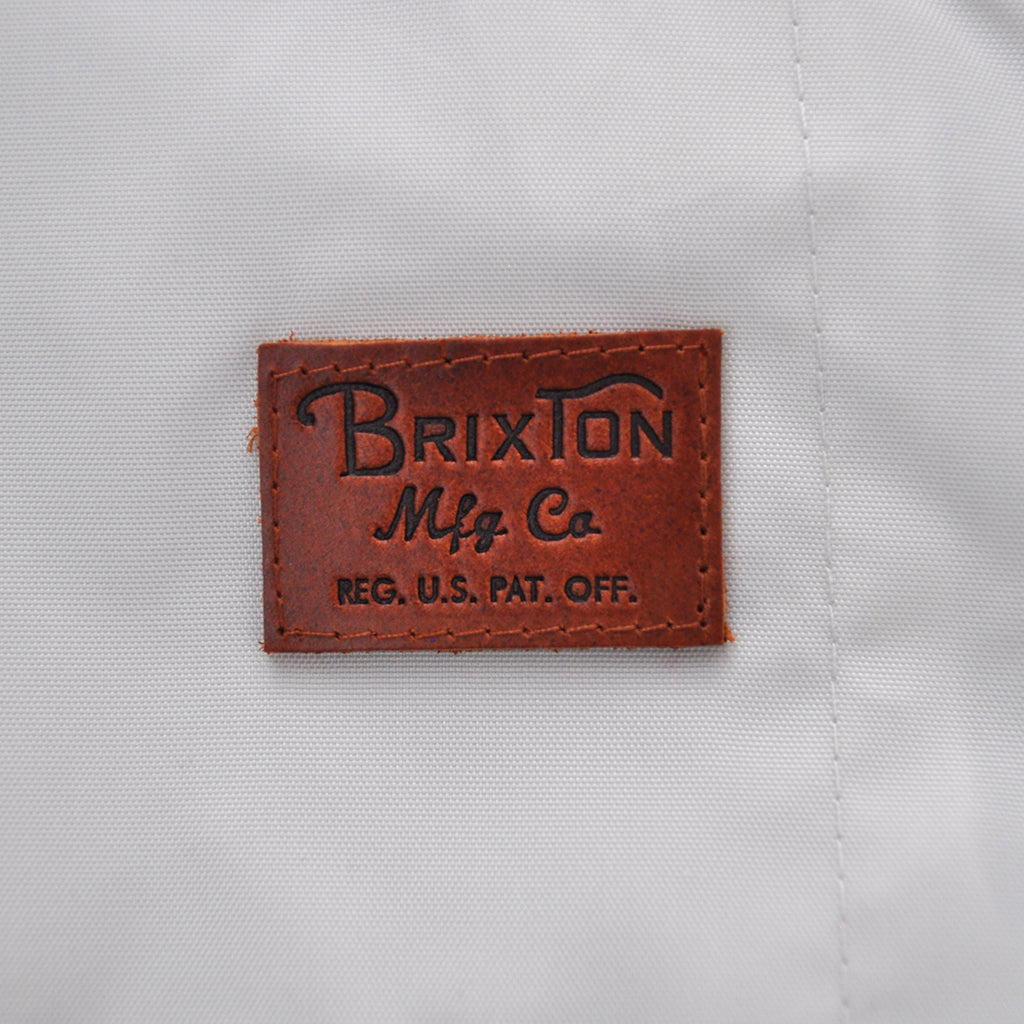 BRIXTON
Mfg Co
REG. U.S. PAT. OFF.